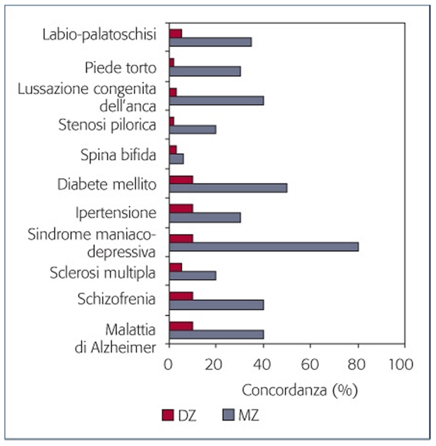 Labio-palatoschisi
Piede torto
Lussazione congenita
dell'anca
Stenosi pilorica
Spina bifida
Diabete mellito
Ipertensione
Sindrome maniaco-
depressiva
Sclerosi multipla
Schizofrenia
Malattia
di Alzheimer
0 20 40 60 80 100
Concordanza (%)
DZ MZ